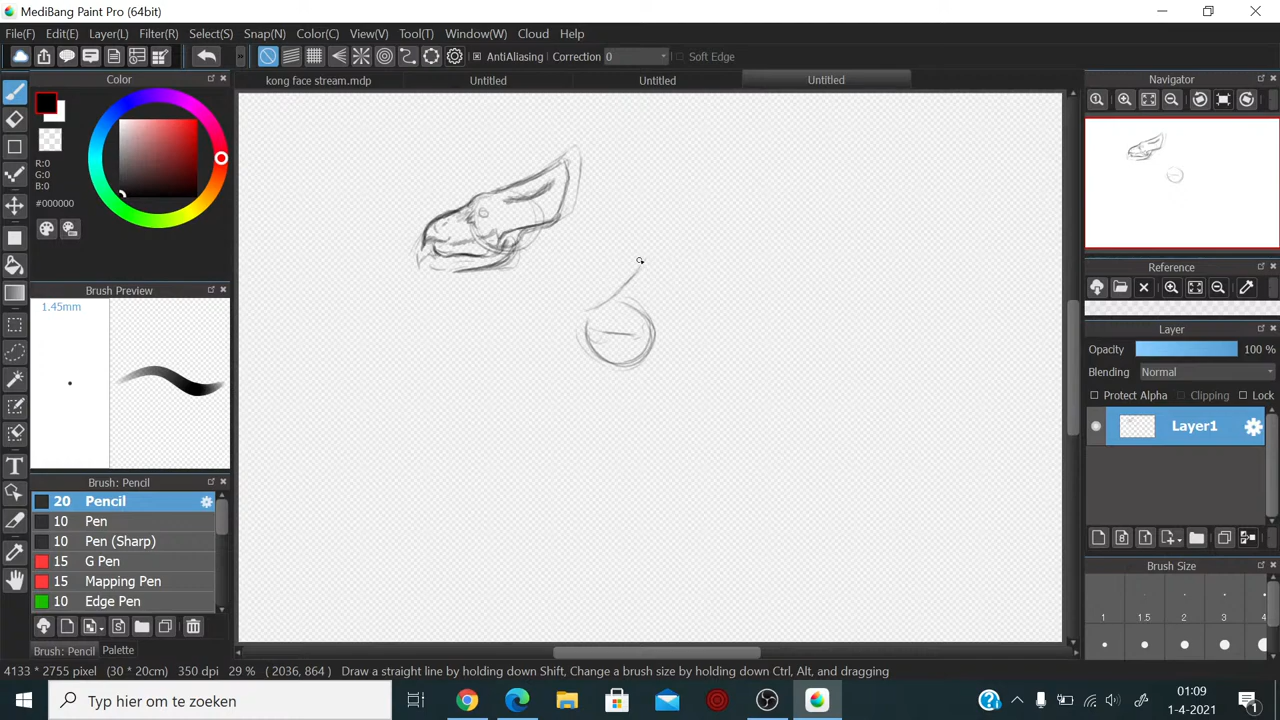 MediBang Paint Pro (64bit)
File(F) Edit(E) Layer(L) Filter(R) Select(S) Snap(N) Color(C) View(V) Tool(T) Window(W) Cloud Help
AntiAliasing Correction 0 Soft Edge
Color
kong face stream.mdp Untitled Untitled Untitled
Navigator
R:0
G:0
B:0
#000000
Brush Preview
1.45mm
Reference
Layer
Opacity 100 %
Blending Normal
Protect Alpha Clipping Lock
Layer1
Brush: Pencil
20 Pencil
10 Pen
10 Pen (Sharp)
15 G Pen
15 Mapping Pen
10 Edge Pen
Brush Size
1 1.5 2 3 4
Brush: Pencil Palette
4133 * 2755 pixel (30 * 20cm) 350 dpi 29 % ( 2036, 864 ) Draw a straight line by holding down Shift, Change a brush size by holding down Ctrl, Alt, and dragging
Typ hier om te zoeken
01:09
1-4-2021
1